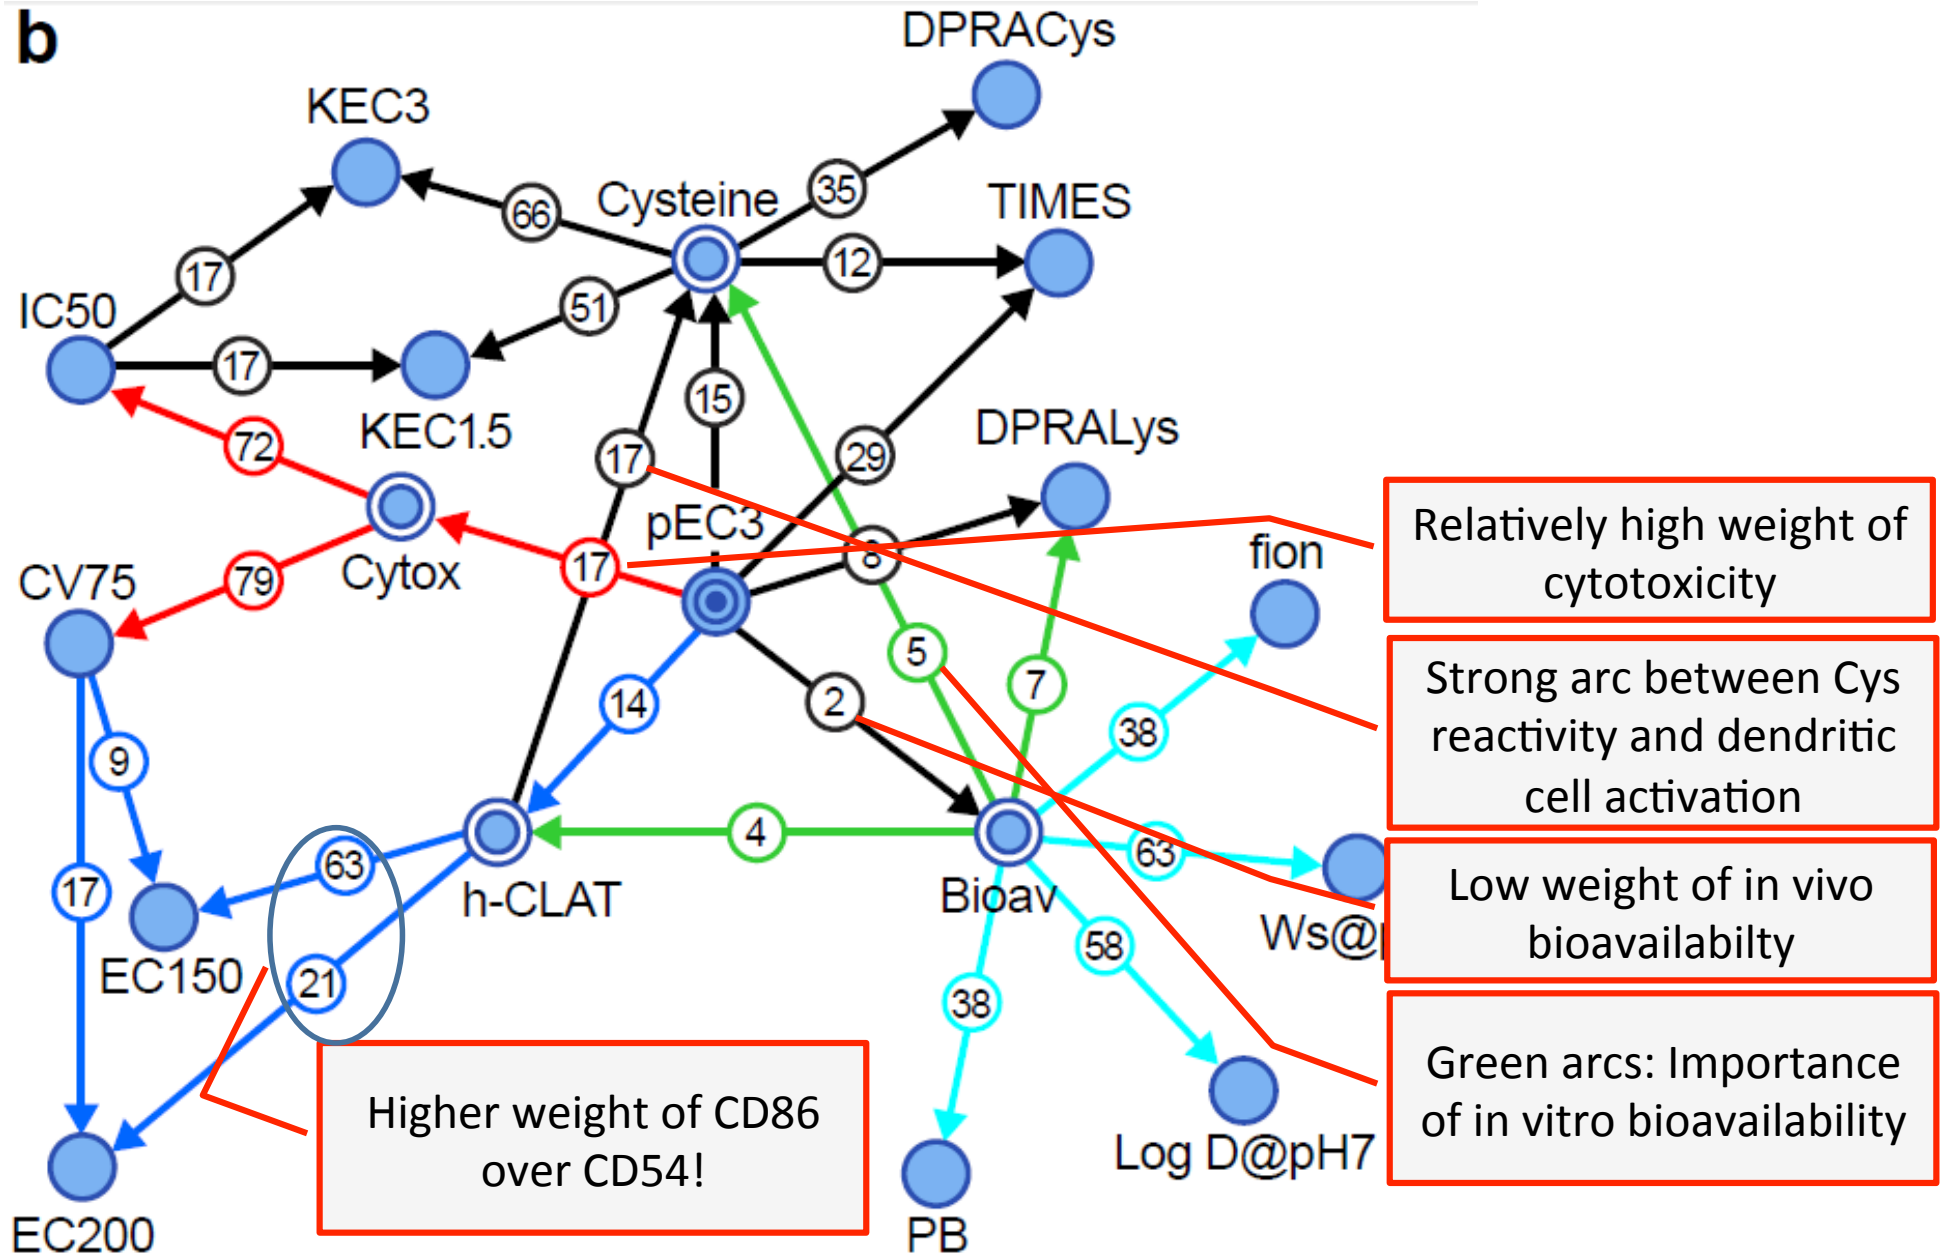 b
DPRACys
KEC3
35
Cysteine
TIMES
66
12
17
IC50
51
17
15
KEC1.5
DPRALys
72
17
29
pEC3
Relatively high weight of
cytotoxicity
fion
8
17
Cytox
CV75
79
Strong arc between Cys
reactivity and dendritic
cell activation
5
7
2
14
38
9
4
63
63
17
h-CLAT
Bioav
Low weight of in vivo
bioavailabilty
Ws@
58
EC150
21
38
Green arcs: Importance
of in vitro bioavailability
Higher weight of CD86
over CD54!
Log D@pH7
PB
EC200